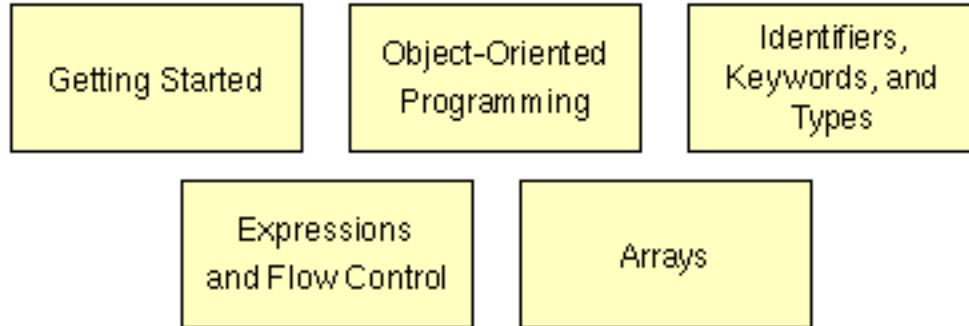 Getting Started
Object-Oriented
Programming
Identifiers,
Keywords, and
Types
Expressions
and Flow Control
Arrays